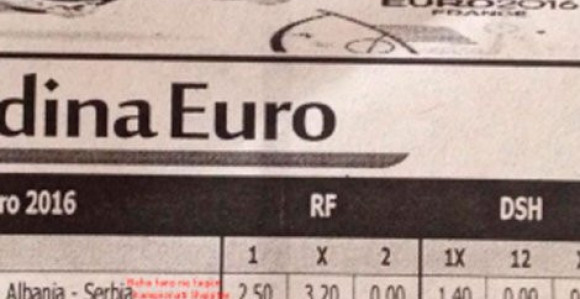 EURO2016
FRANCE
dina Euro
ro 2016 RF DSH
1 X 2 1X 12
Albania - Serbia 2.50 3.20 0.00 1.40 0.00